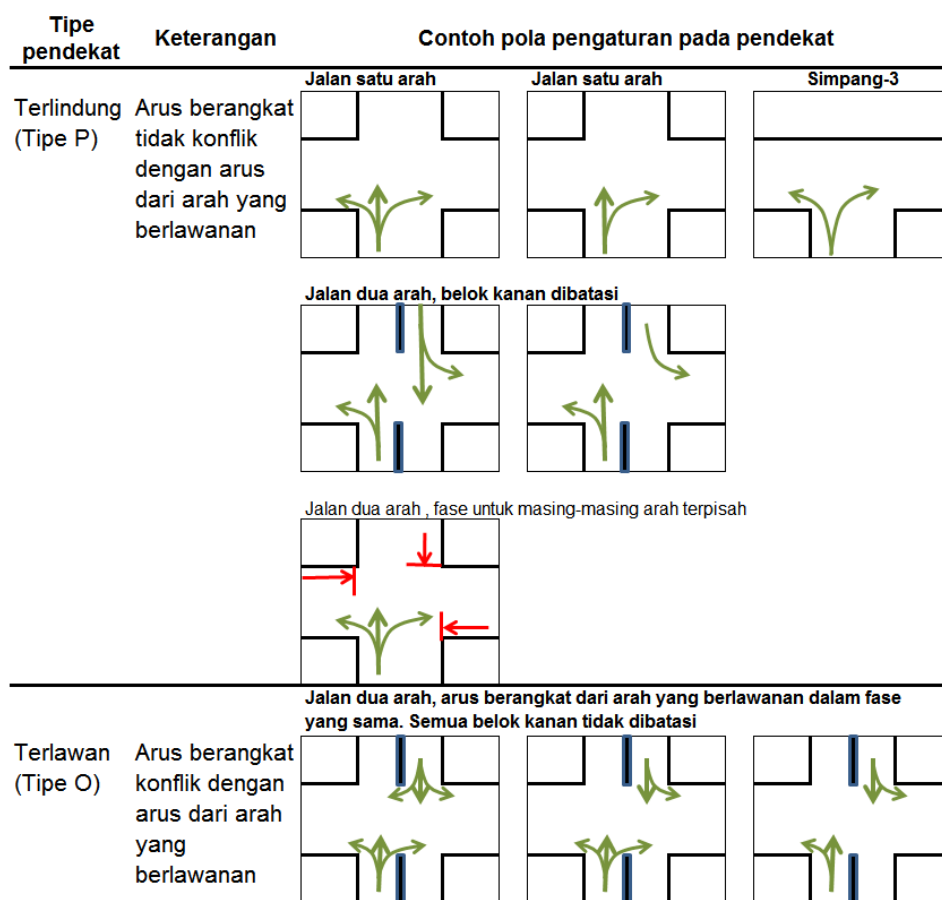 Tipe
pendekat
Keterangan
Contoh pola pengaturan pada pendekat
Jalan satu arah
Jalan satu arah
Simpang-3
Terlindung
(Tipe P)
Arus berangkat
tidak konflik
dengan arus
dari arah yang
berlawanan
Jalan dua arah, belok kanan dibatasi
Jalan dua arah , fase untuk masing-masing arah terpisah
Jalan dua arah, arus berangkat dari arah yang berlawanan dalam fase
yang sama. Semua belok kanan tidak dibatasi
Terlawan
(Tipe O)
Arus berangkat
konflik dengan
arus dari arah
yang
berlawanan